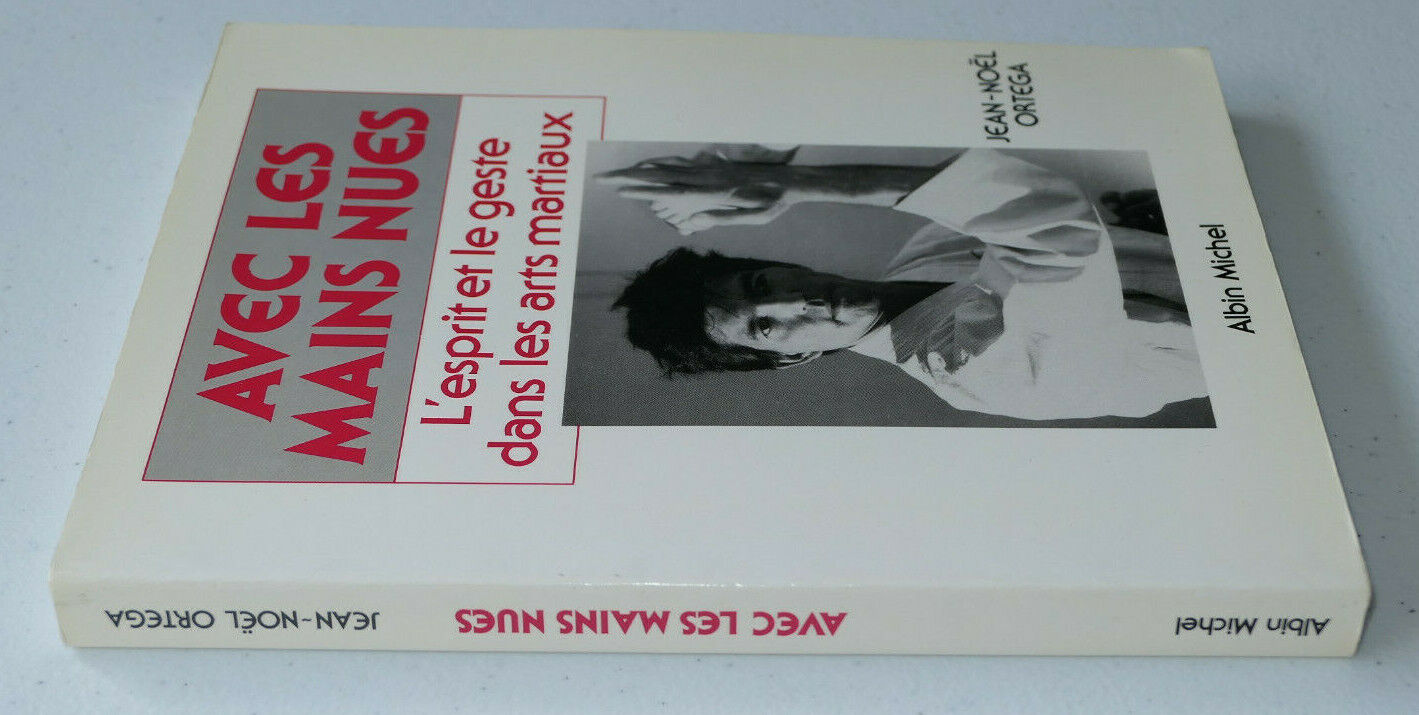 AVEC LES
MAINS NUES
L'esprit et le geste
dans les arts martiaux
JEAN-NOËL
ORTEGA
Albin Michel
JEAN-NOËL ORTEGA
AVEC LES MAINS NUES
Albin Michel